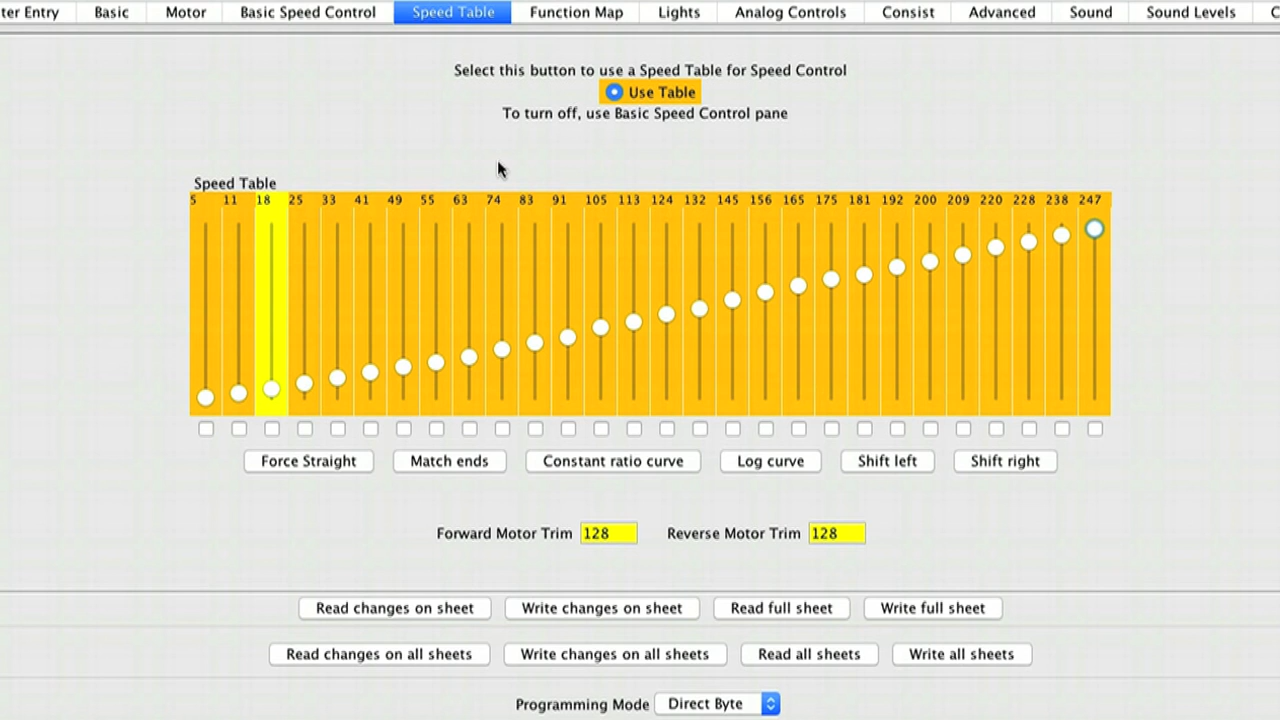 ter Entry Basic Motor Basic Speed Control Speed Table Function Map Lights Analog Controls Consist Advanced Sound Sound Levels C
Select this button to use a Speed Table for Speed Control
Use Table
To turn off, use Basic Speed Control pane
Speed Table
5 11 18 25 33 41 49 55 63 74 83 91 105 113 124 132 145 156 165 175 181 192 200 209 220 228 238 247
Force Straight Match ends Constant ratio curve Log curve Shift left Shift right
Forward Motor Trim 128 Reverse Motor Trim 128
Read changes on sheet Write changes on sheet Read full sheet Write full sheet
Read changes on all sheets Write changes on all sheets Read all sheets Write all sheets
Programming Mode Direct Byte